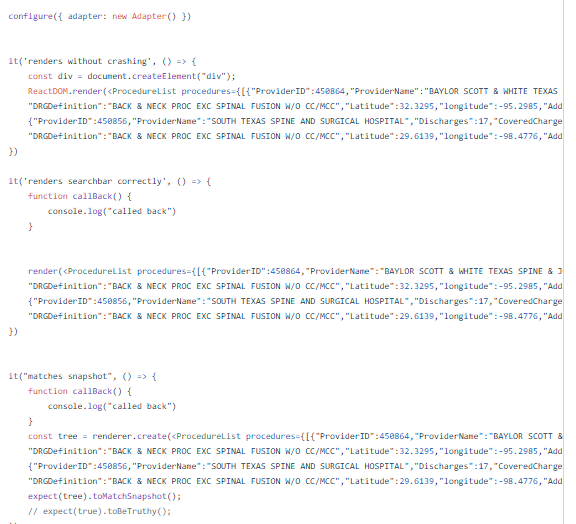 configure({ adapter: new Adapter() })
it('renders without crashing', () => {
const div = document.createElement("div");
ReactDOM.render(<ProcedureList procedures={[{"ProviderID":450864,"ProviderName":"BAYLOR SCOTT & WHITE TEXAS
"DRGDefinition":"BACK & NECK PROC EXC SPINAL FUSION W/O CC/MCC","Latitude":32.3295,"longitude":-95.2985,"Add
{"ProviderID":450856,"ProviderName":"SOUTH TEXAS SPINE AND SURGICAL HOSPITAL","Discharges":17,"CoveredCharge
"DRGDefinition":"BACK & NECK PROC EXC SPINAL FUSION W/O CC/MCC","Latitude":29.6139,"longitude":-98.4776,"Add
})
it('renders searchbar correctly', () => {
function callBack() {
console.log("called back")
}
render(<ProcedureList procedures={[{"ProviderID":450864,"ProviderName":"BAYLOR SCOTT & WHITE TEXAS SPINE & J
"DRGDefinition":"BACK & NECK PROC EXC SPINAL FUSION W/O CC/MCC","Latitude":32.3295,"longitude":-95.2985,"Add
{"ProviderID":450856,"ProviderName":"SOUTH TEXAS SPINE AND SURGICAL HOSPITAL","Discharges":17,"CoveredCharge
"DRGDefinition":"BACK & NECK PROC EXC SPINAL FUSION W/O CC/MCC","Latitude":29.6139,"longitude":-98.4776,"Add
})
it("matches snapshot", () => {
function callBack() {
console.log("called back")
}
const tree = renderer.create(<ProcedureList procedures={[{"ProviderID":450864,"ProviderName":"BAYLOR SCOTT &
"DRGDefinition":"BACK & NECK PROC EXC SPINAL FUSION W/O CC/MCC","Latitude":32.3295,"longitude":-95.2985,"Add
{"ProviderID":450856,"ProviderName":"SOUTH TEXAS SPINE AND SURGICAL HOSPITAL","Discharges":17,"CoveredCharge
"DRGDefinition":"BACK & NECK PROC EXC SPINAL FUSION W/O CC/MCC","Latitude":29.6139,"longitude":-98.4776,"Add
expect(tree).toMatchSnapshot();
// expect(true).toBeTruthy();